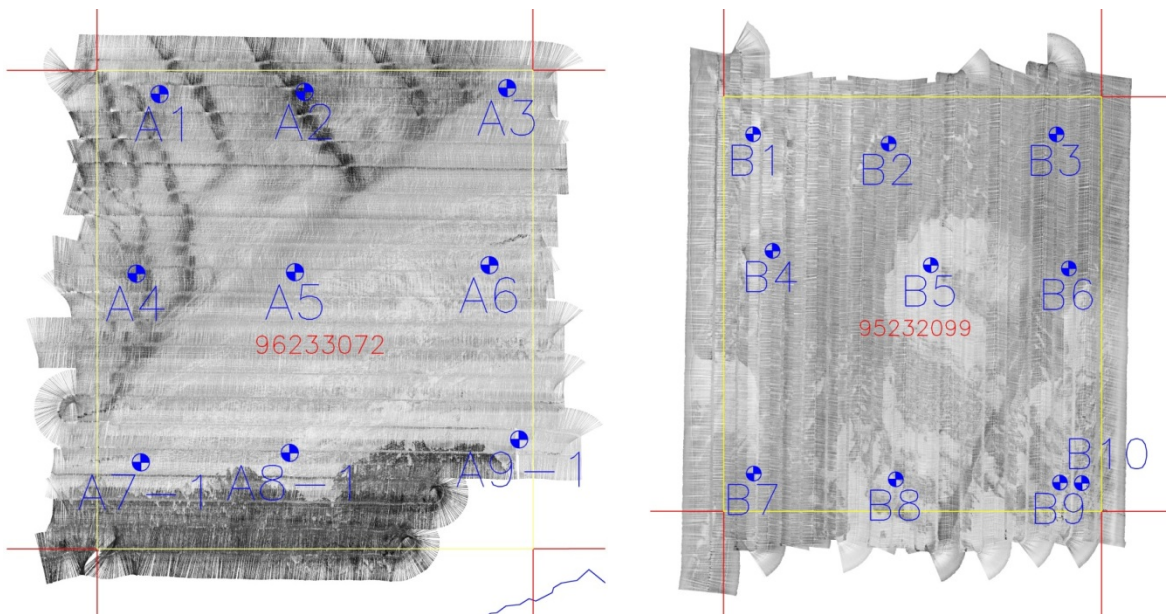 A1 A2 A3
A4 A5 A6
96233072
A7-1 A8-1 A9-1
B1 B2 B3
B4 B5 B6
95232099
B10
B7 B8 B9